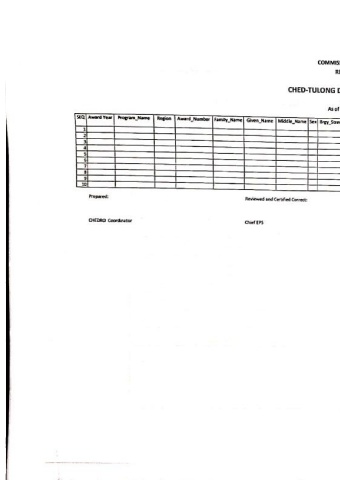 COMMIS
RE
CHED-TULONG D
As of
SEQ Award Year Program_Name Region Award_Number Family_Name Given_Name Middle_Name Sex Brgy_Stre
1
2
3
4
5
6
7
8
9
10
Prepared: Reviewed and Certified Correct:
CHEDRO Coordinator Chief EPS